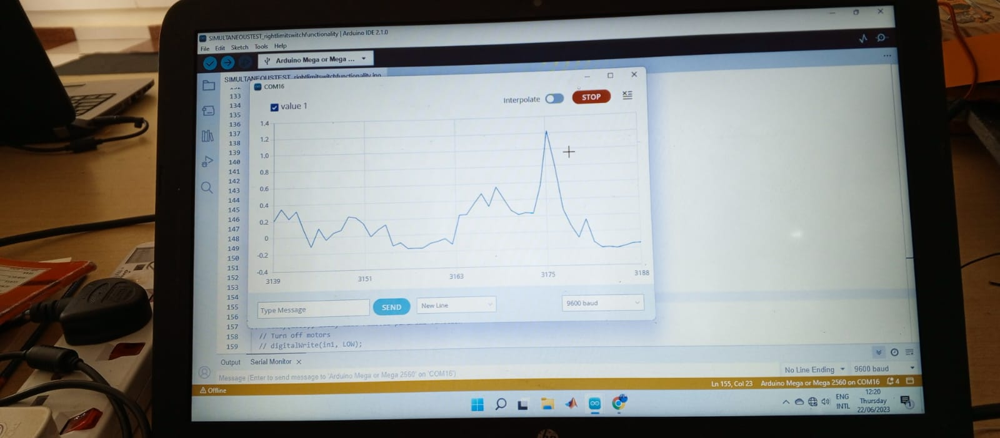 SIMULTANEOUSTEST_rightlimitswitchfunctionality | Arduino IDE 2.1.0
File Edit Sketch Tools Help
Arduino Mega or Mega ...
SIMULTANEOUSTEST_rightlimitswitchfunctionality.ino
COM16
value 1
Interpolate
STOP
1.4
1.2
1.0
0.8
0.6
0.4
0.2
0
-0.2
-0.4
3139 3151 3163 3175 3188
Type Message
SEND
New Line
9600 baud
133
134
135
136
137
138
139
140
141
142
143
144
145
146
147
148
149
150
151
152
153
154
155
156
157
158 // Turn off motors
159 // digitalWrite(in1, LOW);
Output Serial Monitor
Message (Enter to send message to 'Arduino Mega or Mega 2560' on 'COM16')
No Line Ending 9600 baud
Offline
Ln 155, Col 23 Arduino Mega or Mega 2560 on COM16 4
ENG
INTL
12:20
Thursday
22/06/2023
1
hp